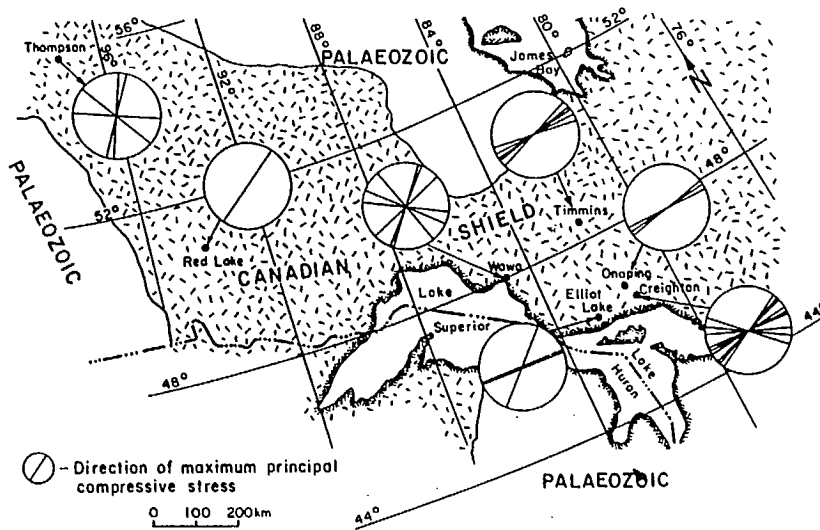 Thompson
56°
96°
92°
88°
84°
80°
52°
76°
James
Bay
PALAEOZOIC
N
PALAEOZOIC
52°
48°
Red Lake
CANADIAN
SHIELD
Timmins
Wawa
Onaping
Creighton
Elliot
Lake
Lake
Superior
Lake
Huron
44°
48°
- Direction of maximum principal
compressive stress
PALAEOZOIC
0 100 200km
44°